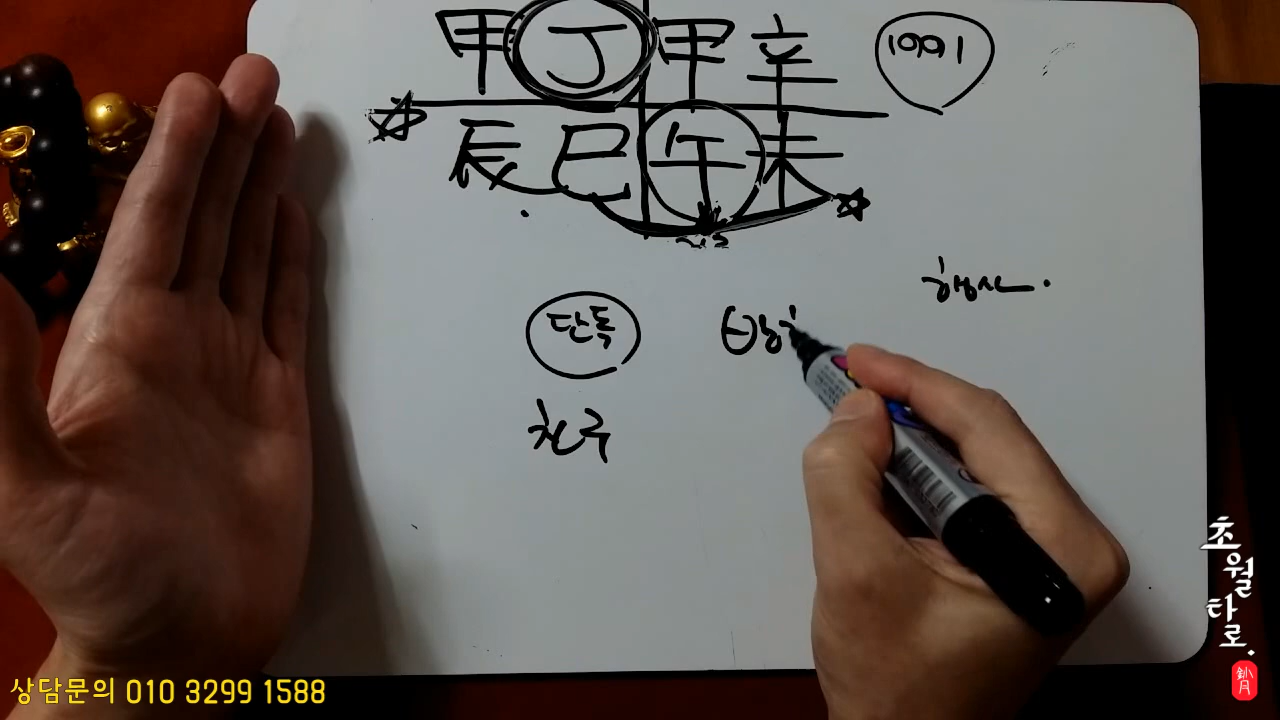 甲丁甲辛 1991
辰巳午未
행사.
단독
친구
상담문의 010 3299 1588
초월타로.